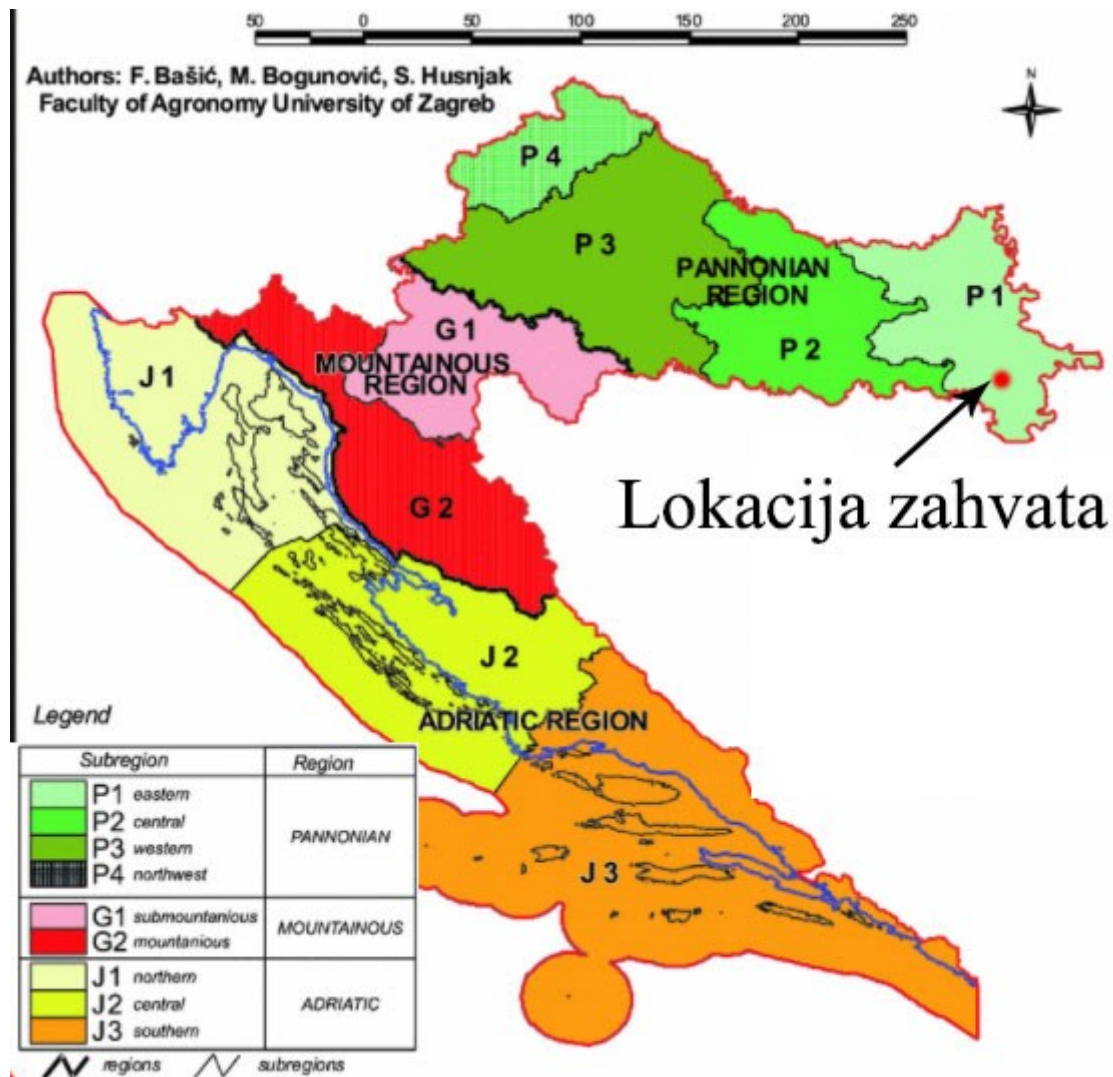 50 0 50 100 150 200 250
Authors: F. Bašić, M. Bogunović, S. Husnjak
Faculty of Agronomy University of Zagreb
N
P 4
P 3
PANNONIAN
REGION
P 1
P 2
G 1
MOUNTAINOUS
REGION
J 1
G 2
Lokacija zahvata
J 2
ADRIATIC REGION
J 3
Legend
Subregion Region
P1 eastern
P2 central
P3 western
P4 northwest
PANNONIAN
G1 submountanious
G2 mountanious
MOUNTAINOUS
J1 northern
J2 central
J3 southern
ADRIATIC
regions subregions